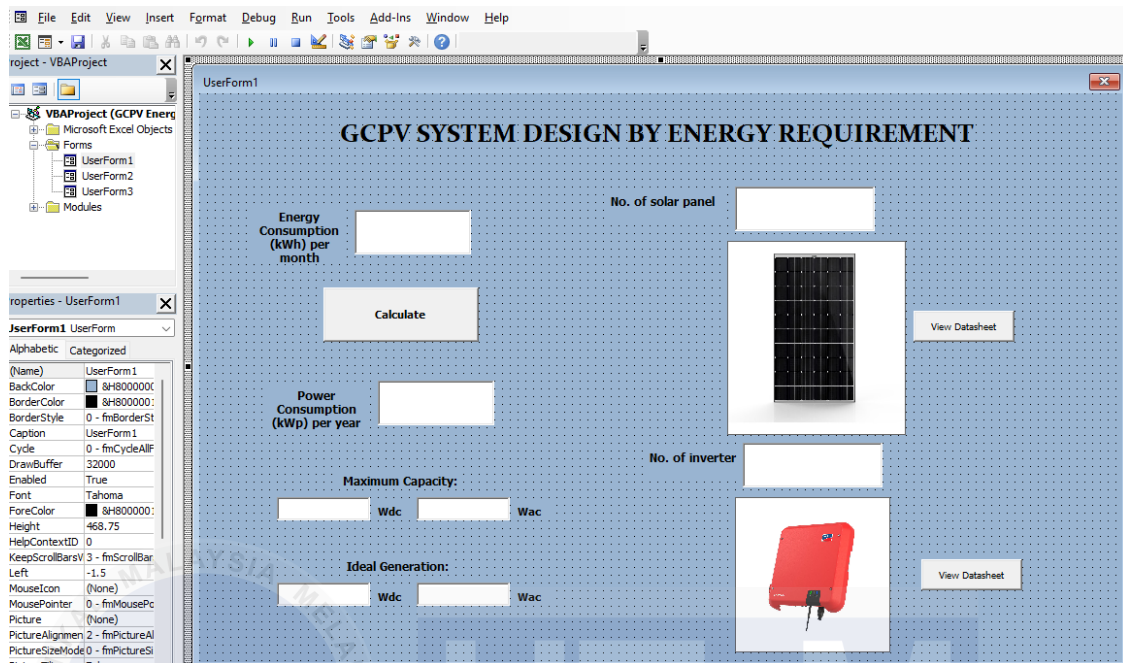 File Edit View Insert Format Debug Run Tools Add-Ins Window Help
roject - VBAProject
VBAProject (GCPV Energ
Microsoft Excel Objects
Forms
UserForm1
UserForm2
UserForm3
Modules
roperties - UserForm1
UserForm1 UserForm
Alphabetic Categorized
(Name) UserForm1
BackColor &H8000000
BorderColor &H8000001
BorderStyle 0 - fmBorderSt
Caption UserForm1
Cycle 0 - fmCycleAllF
DrawBuffer 32000
Enabled True
Font Tahoma
ForeColor &H8000001
Height 468.75
HelpContextID 0
KeepScrollBarsV 3 - fmScrollBar
Left -1.5
MouseIcon (None)
MousePointer 0 - fmMousePo
Picture (None)
PictureAlignmen 2 - fmPictureAl
PictureSizeMode 0 - fmPictureSi
UserForm1
GCPV SYSTEM DESIGN BY ENERGY REQUIREMENT
Energy
Consumption
(kWh) per
month
Calculate
Power
Consumption
(kWp) per year
Maximum Capacity:
Wdc Wac
Ideal Generation:
Wdc Wac
No. of solar panel
View Datasheet
No. of inverter
View Datasheet
MALAYSIA MELA